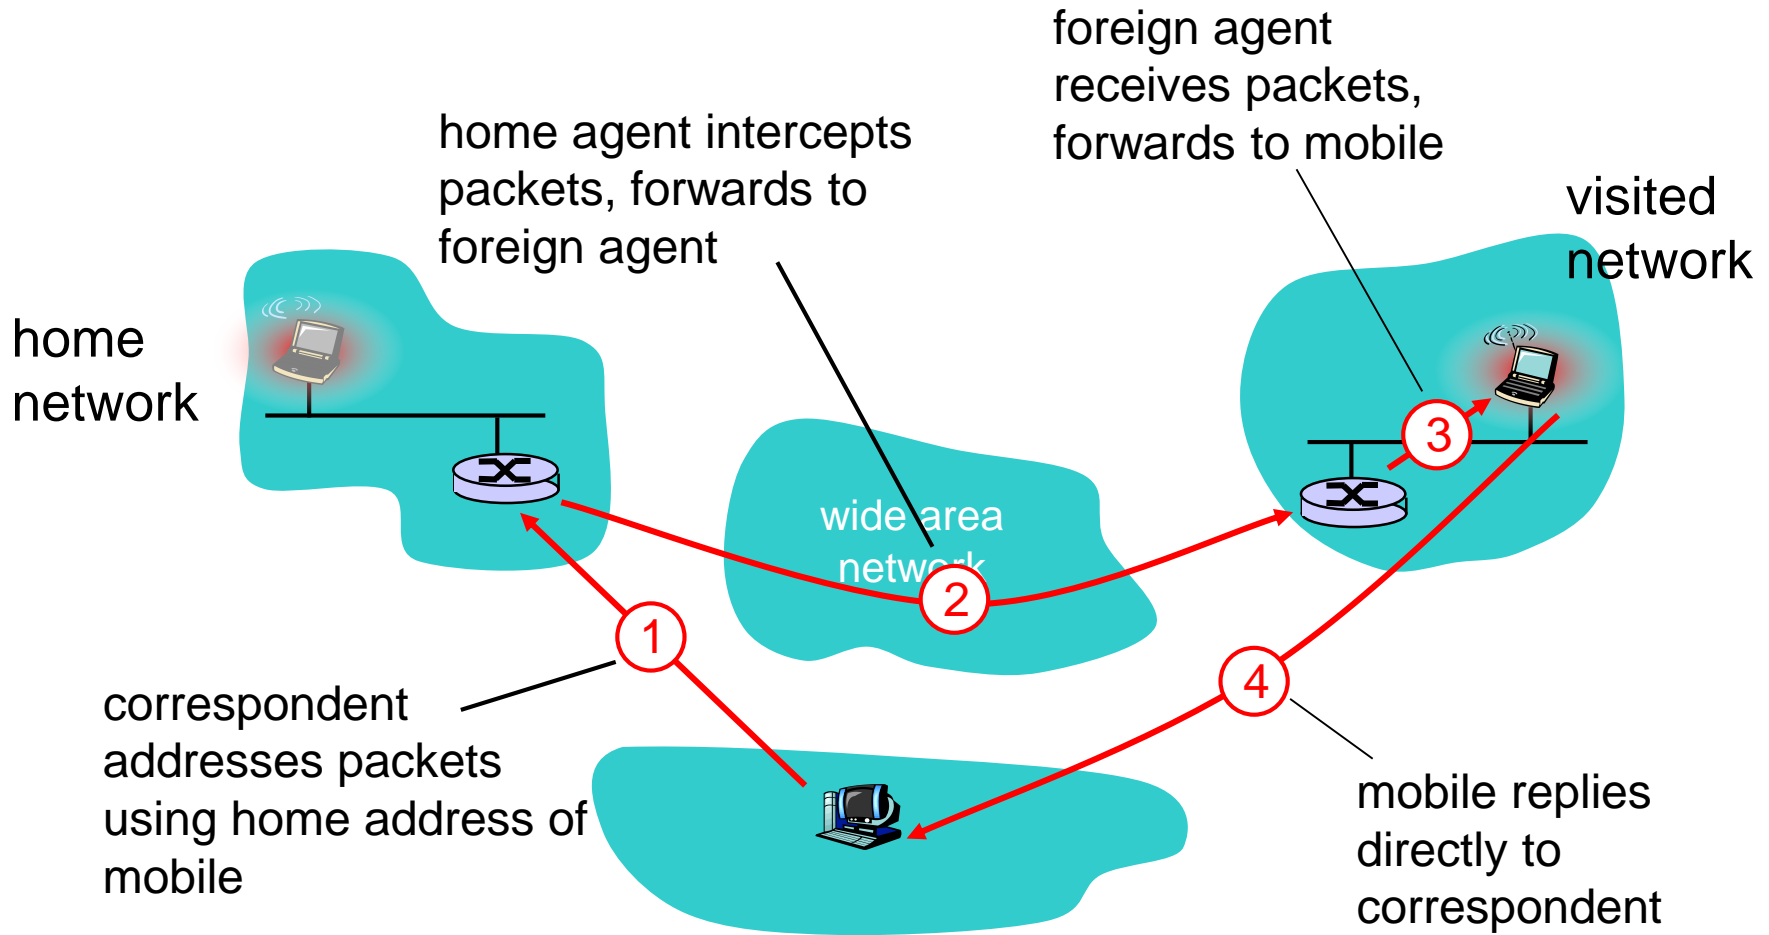 foreign agent
receives packets,
forwards to mobile
home agent intercepts
packets, forwards to
foreign agent
visited
network
home
network
wide area
network
3
2
1
4
correspondent
addresses packets
using home address of
mobile
mobile replies
directly to
correspondent